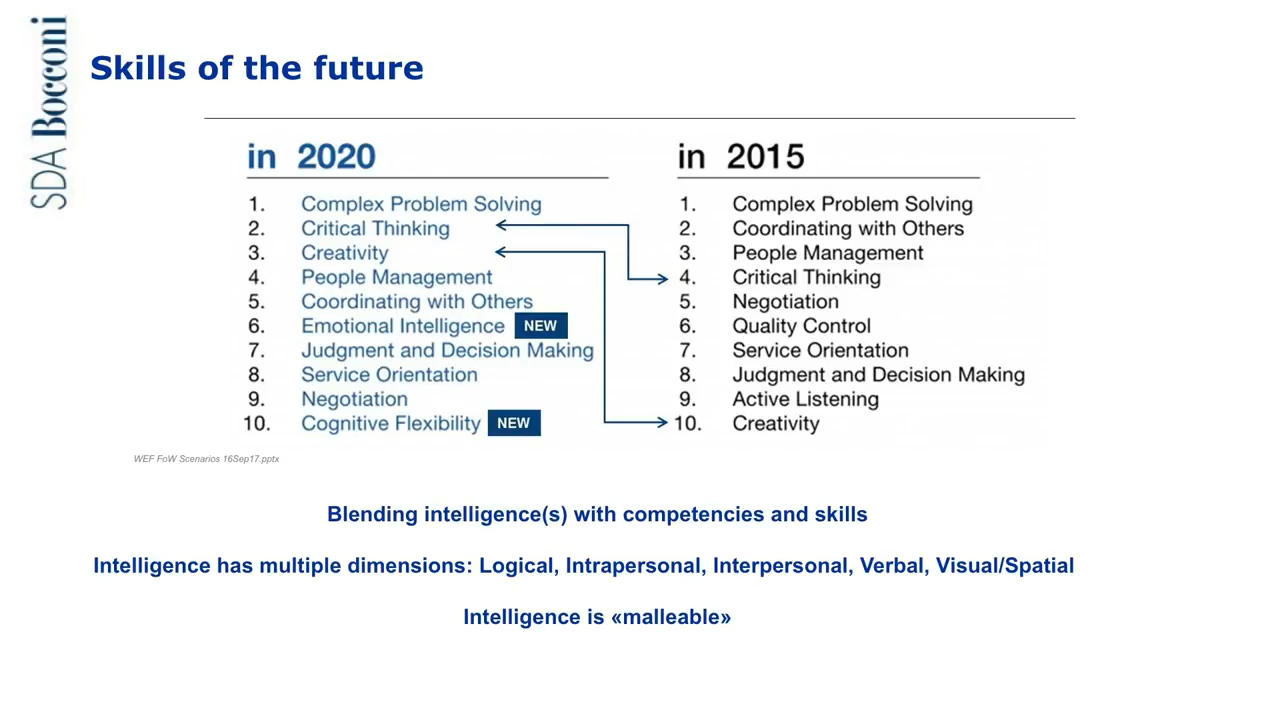 SDA Bocconi
Skills of the future
in 2020
1. Complex Problem Solving
2. Critical Thinking
3. Creativity
4. People Management
5. Coordinating with Others
6. Emotional Intelligence NEW
7. Judgment and Decision Making
8. Service Orientation
9. Negotiation
10. Cognitive Flexibility NEW
in 2015
1. Complex Problem Solving
2. Coordinating with Others
3. People Management
4. Critical Thinking
5. Negotiation
6. Quality Control
7. Service Orientation
8. Judgment and Decision Making
9. Active Listening
10. Creativity
WEF FoW Scenarios 16Sep17.pptx
Blending intelligence(s) with competencies and skills
Intelligence has multiple dimensions: Logical, Intrapersonal, Interpersonal, Verbal, Visual/Spatial
Intelligence is «malleable»